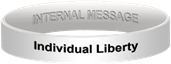 INTERNAL MESSAGE
Individual Liberty